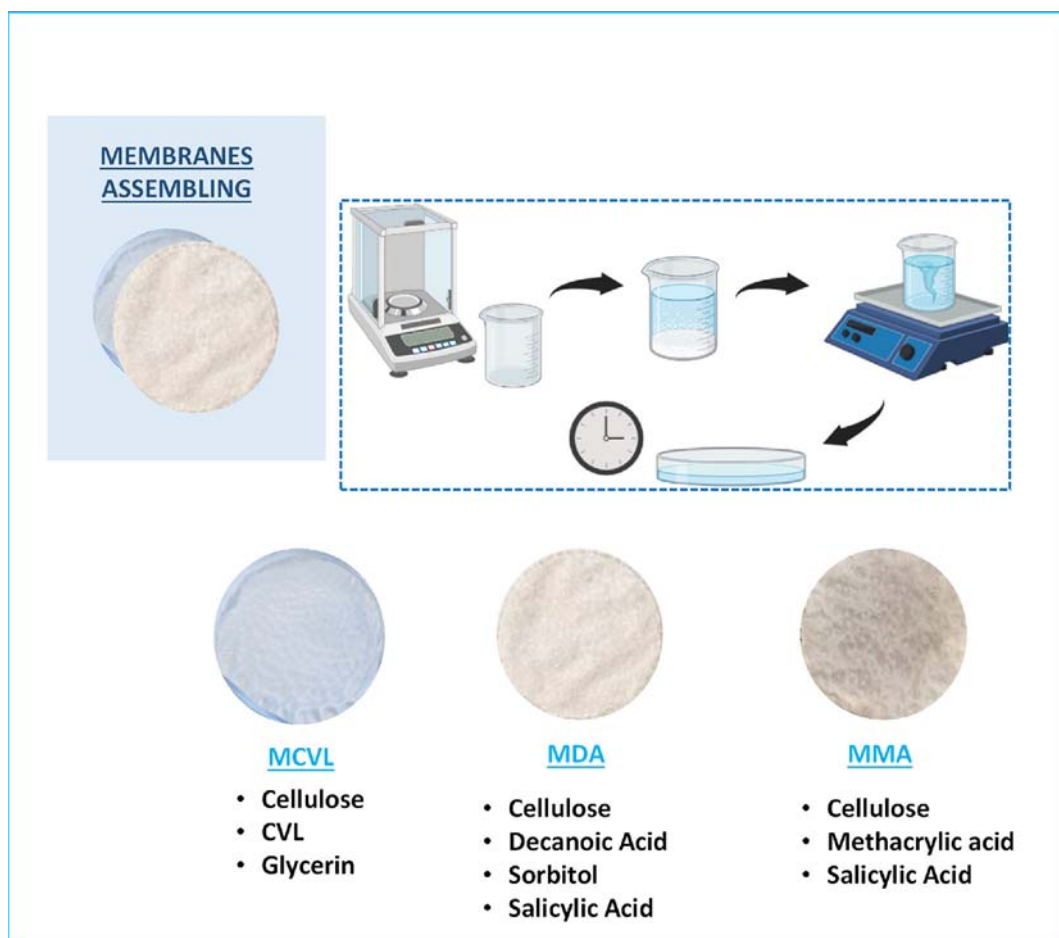 MEMBRANES
ASSEMBLING
MCVL
• Cellulose
• CVL
• Glycerin
MDA
• Cellulose
• Decanoic Acid
• Sorbitol
• Salicylic Acid
MMA
• Cellulose
• Methacrylic acid
• Salicylic Acid